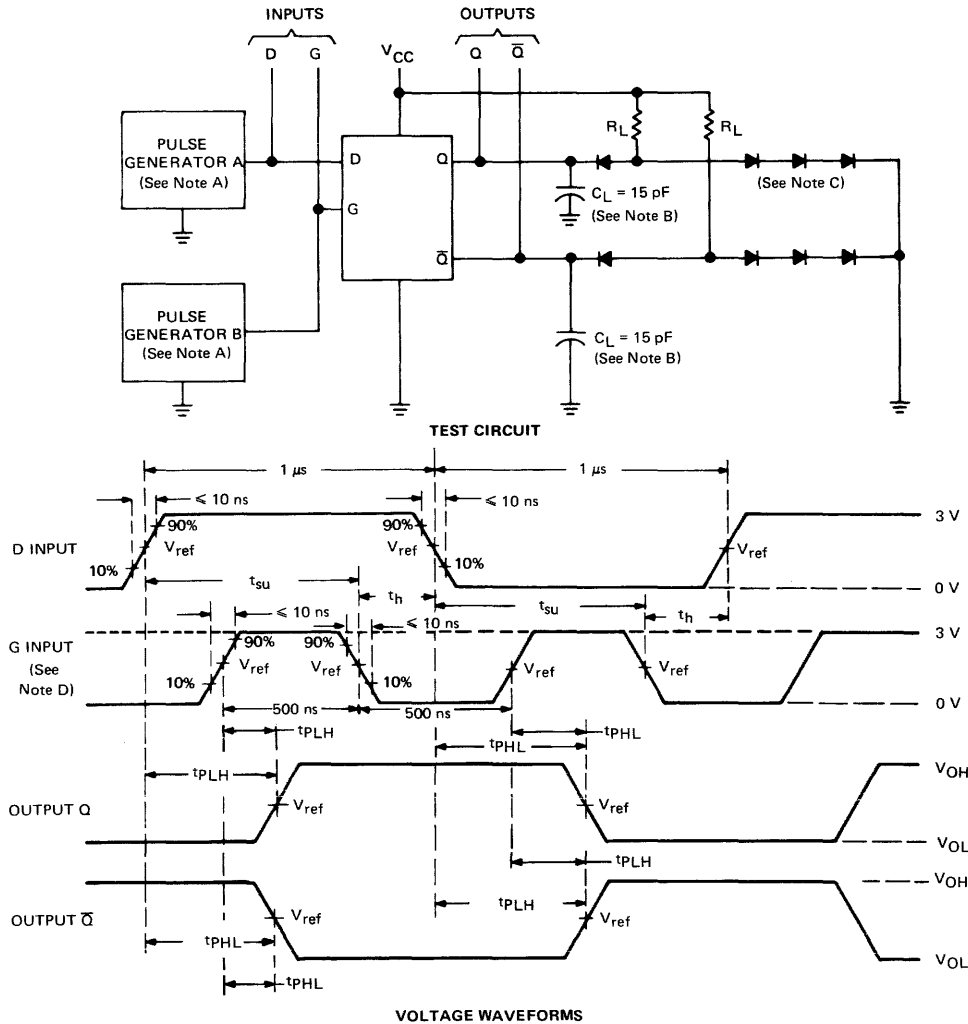 INPUTS OUTPUTS
D G VCC Q Q̅
RL RL
PULSE
GENERATOR A
(See Note A)
D Q
G
Q̅
CL = 15 pF
(See Note B)
(See Note C)
PULSE
GENERATOR B
(See Note A)
CL = 15 pF
(See Note B)
TEST CIRCUIT
1 μs 1 μs
⩽ 10 ns ⩽ 10 ns
D INPUT 10% 90% Vref 90% Vref 10% Vref 3 V
0 V
tsu th tsu th
⩽ 10 ns ⩽ 10 ns
G INPUT
(See
Note D)
10% 90% Vref 90% Vref 10% Vref Vref 3 V
0 V
500 ns 500 ns
tPLH tPHL
tPLH tPHL
OUTPUT Q Vref Vref VOH
VOL
tPLH
VOH
tPLH
OUTPUT Q̅ Vref Vref
tPHL
VOL
tPHL
VOLTAGE WAVEFORMS